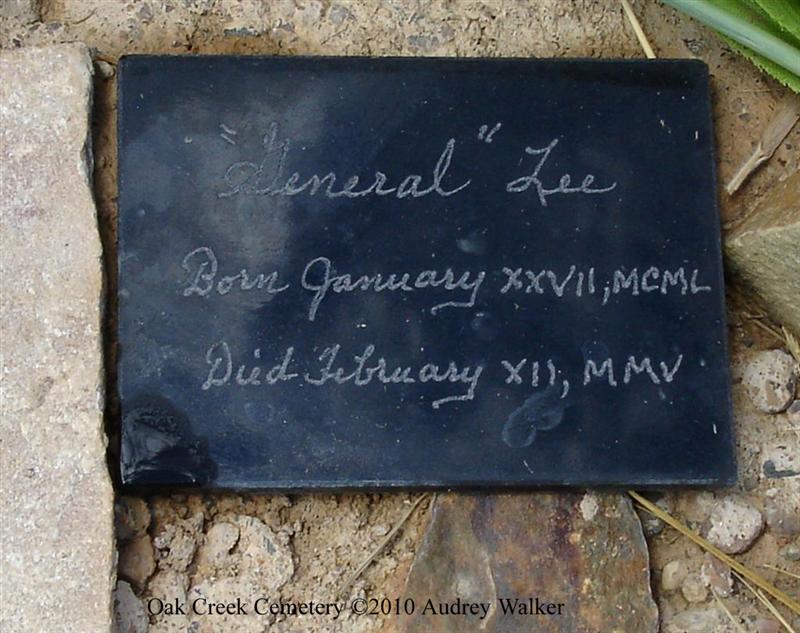 "General" Lee
Born January XXVII, MCML
Died February XII, MMV
Oak Creek Cemetery ©2010 Audrey Walker